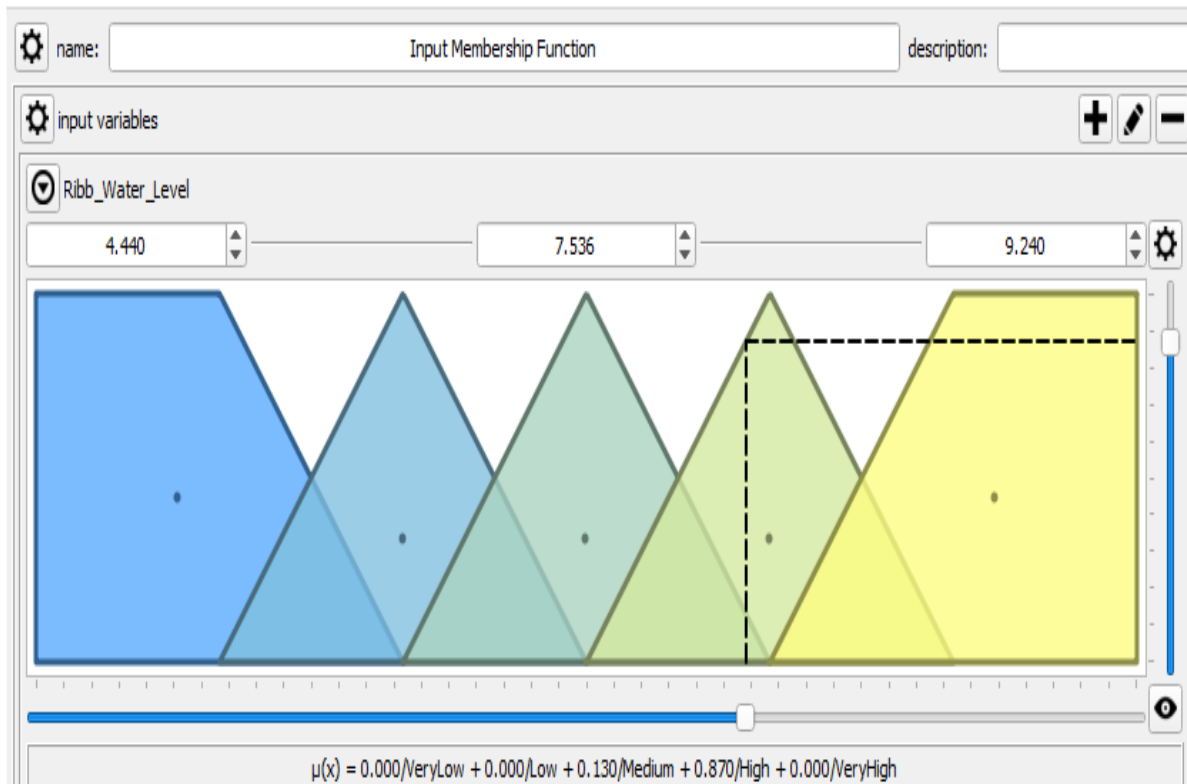 name: Input Membership Function description:
input variables
Ribb_Water_Level
4.440 7.536 9.240
μ(x) = 0.000/VeryLow + 0.000/Low + 0.130/Medium + 0.870/High + 0.000/VeryHigh